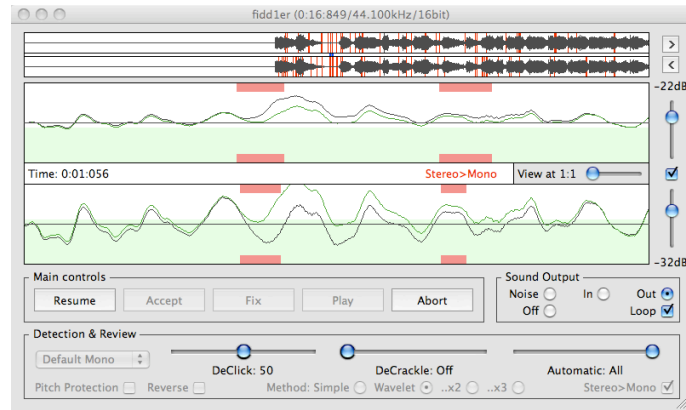 fidd1er (0:16:849/44.100kHz/16bit)
>
<
-22dB
Time: 0:01:056 Stereo>Mono View at 1:1
-32dB
Main controls
Resume Accept Fix Play Abort
Sound Output
Noise In Out
Off Loop
Detection & Review
Default Mono
DeClick: 50 DeCrackle: Off Automatic: All
Pitch Protection Reverse Method: Simple Wavelet ..x2 ..x3 Stereo>Mono